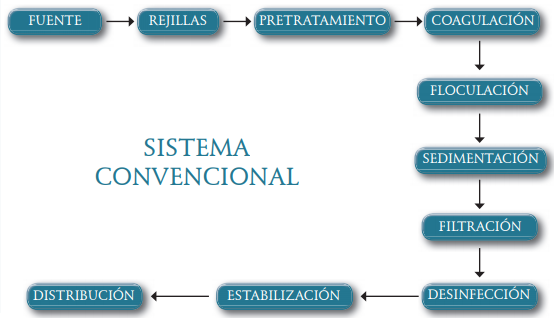 FUENTE
REJILLAS
PRETRATAMIENTO
COAGULACIÓN
FLOCULACIÓN
SEDIMENTACIÓN
FILTRACIÓN
DESINFECCIÓN
ESTABILIZACIÓN
DISTRIBUCIÓN
SISTEMA
CONVENCIONAL